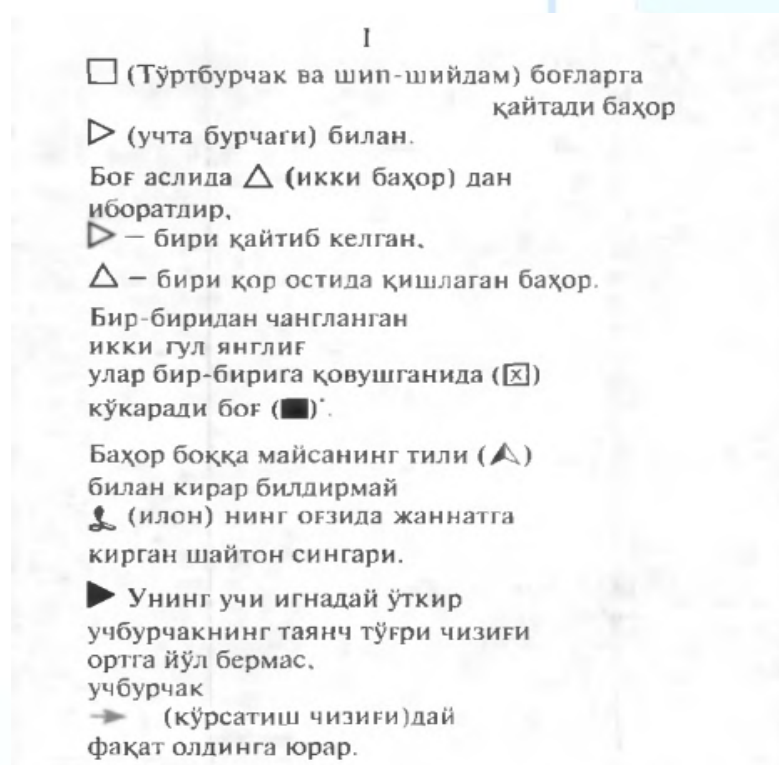 I
□ (Тўртбурчак ва шип-шийдам) боғларга
қайтади баҳор
▷ (учта бурчаги) билан.
Боғ аслида △ (икки баҳор) дан
иборатдир,
▷ – бири қайтиб келган,
△ – бири қор остида қишлаган баҳор.
Бир-биридан чангланган
икки гул янглиғ
улар бир-бирига қовушганида (☒)
кўкаради боғ (■)*.
Баҳор боққа майсанинг тили (⮝)
билан кирар билдирмай
(илон) нинг оғзида жаннатга
кирган шайтон сингари.
▶ Унинг учи игнадай ўткир
учбурчакнинг таянч тўғри чизиғи
ортга йўл бермас,
учбурчак
→ (кўрсатиш чизиғи)дай
фақат олдинга юрар.